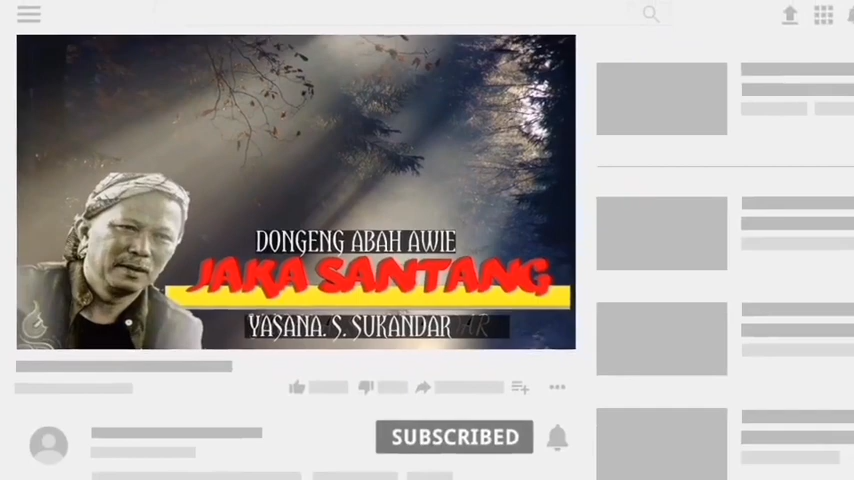 DONGENG ABAH AWIE
JAKA SANTANG
YASANA. S. SUKANDAR
SUBSCRIBED